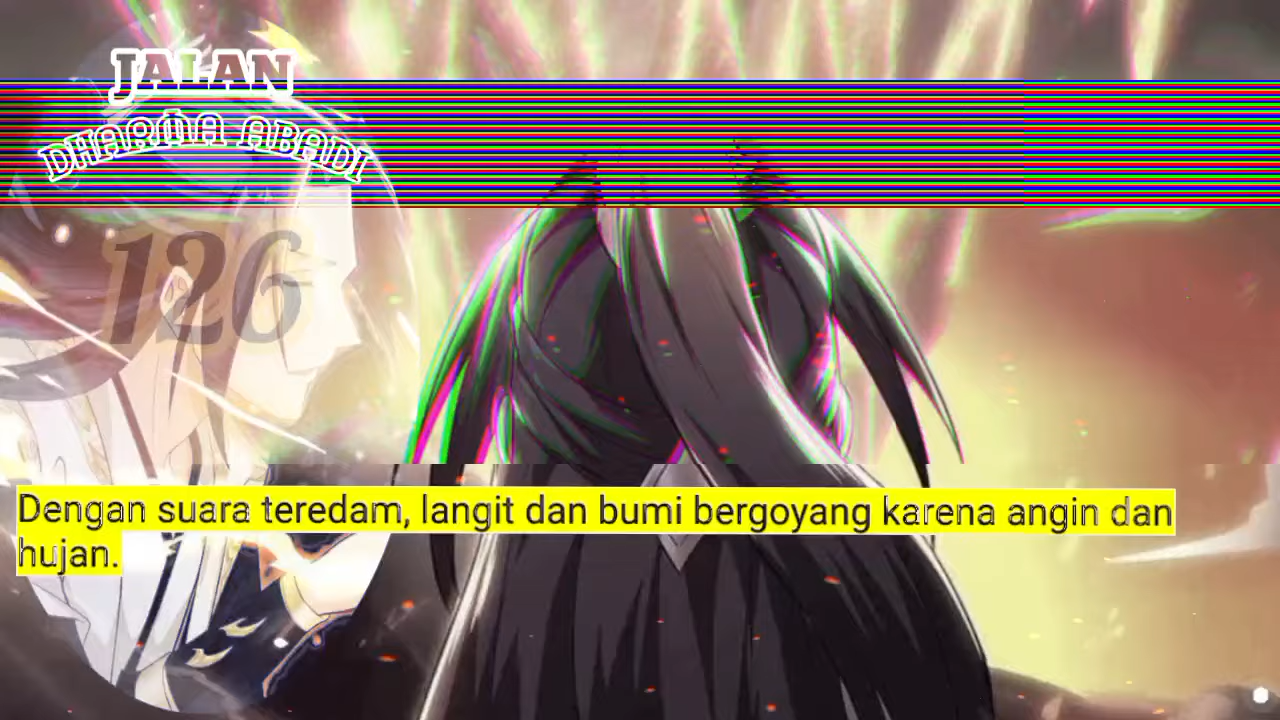 JALAN
DHARMA ABADI
126
Dengan suara teredam, langit dan bumi bergoyang karena angin dan
hujan.